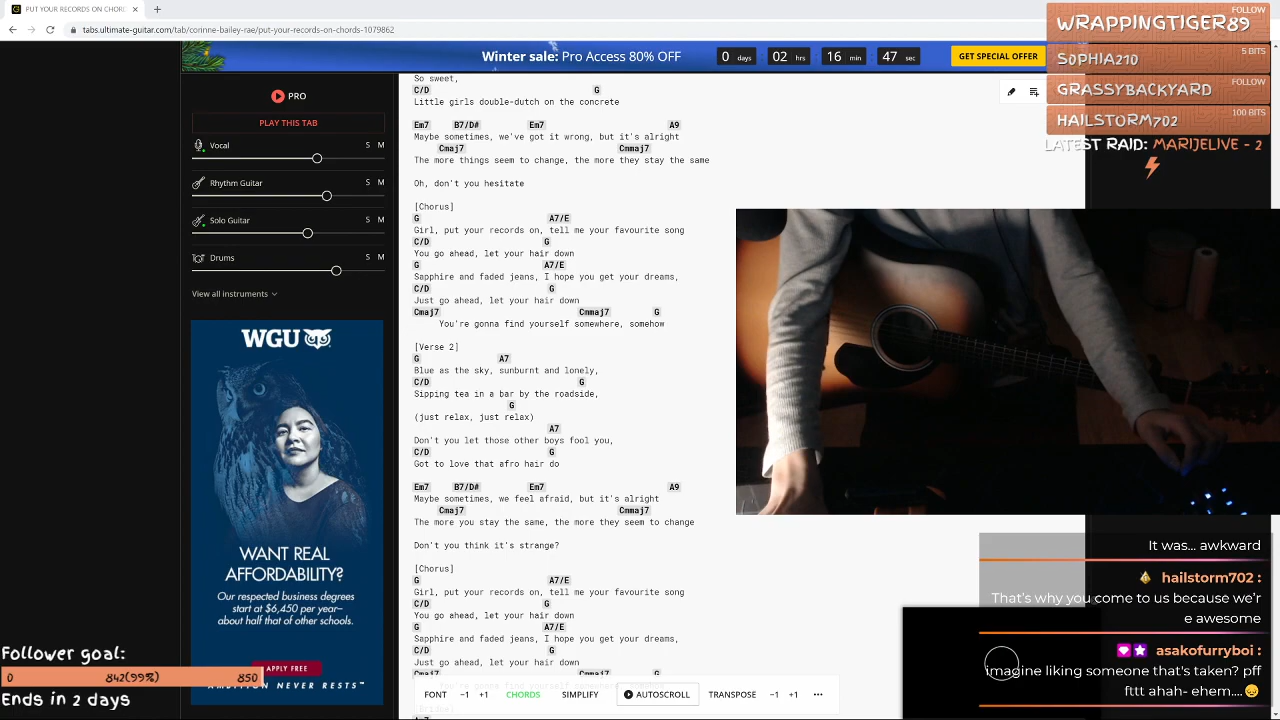 PUT YOUR RECORDS ON CHORD
tabs.ultimate-guitar.com/tab/corinne-bailey-rae/put-your-records-on-chords-1079862
Winter sale: Pro Access 80% OFF
0 days : 02 hrs : 16 min : 47 sec
GET SPECIAL OFFER
FOLLOW
WRAPPINGTIGER89
5 BITS
SOPHIA210
FOLLOW
GRASSYBACKYARD
100 BITS
HAILSTORM702
LATEST RAID: MARIJELIVE - 2
PRO
PLAY THIS TAB
Vocal S M
Rhythm Guitar S M
Solo Guitar S M
Drums S M
View all instruments
WGU
WANT REAL
AFFORDABILITY?
Our respected business degrees
start at $6,450 per year—
about half that of other schools.
APPLY FREE
AMBITION NEVER RESTS
So sweet,
C/D G
Little girls double-dutch on the concrete
Em7 B7/D# Em7 A9
Maybe sometimes, we've got it wrong, but it's alright
Cmaj7 Cmmaj7
The more things seem to change, the more they stay the same
Oh, don't you hesitate
[Chorus]
G A7/E
Girl, put your records on, tell me your favourite song
C/D G
You go ahead, let your hair down
G A7/E
Sapphire and faded jeans, I hope you get your dreams,
C/D G
Just go ahead, let your hair down
Cmaj7 Cmmaj7 G
You're gonna find yourself somewhere, somehow
[Verse 2]
G A7
Blue as the sky, sunburnt and lonely,
C/D G
Sipping tea in a bar by the roadside,
G
(just relax, just relax)
A7
Don't you let those other boys fool you,
C/D G
Got to love that afro hair do
Em7 B7/D# Em7 A9
Maybe sometimes, we feel afraid, but it's alright
Cmaj7 Cmmaj7
The more you stay the same, the more they seem to change
Don't you think it's strange?
[Chorus]
G A7/E
Girl, put your records on, tell me your favourite song
C/D G
You go ahead, let your hair down
G A7/E
Sapphire and faded jeans, I hope you get your dreams,
C/D G
Just go ahead, let your hair down
Cmaj7 Cmmaj7 G
FONT −1 +1 CHORDS SIMPLIFY AUTOSCROLL TRANSPOSE −1 +1
It was... awkward
hailstorm702 :
That's why you come to us because we'r
e awesome
asakofurryboi :
imagine liking someone that's taken? pff
fttt ahah- ehem....
Follower goal:
0 842(99%) 850
Ends in 2 days